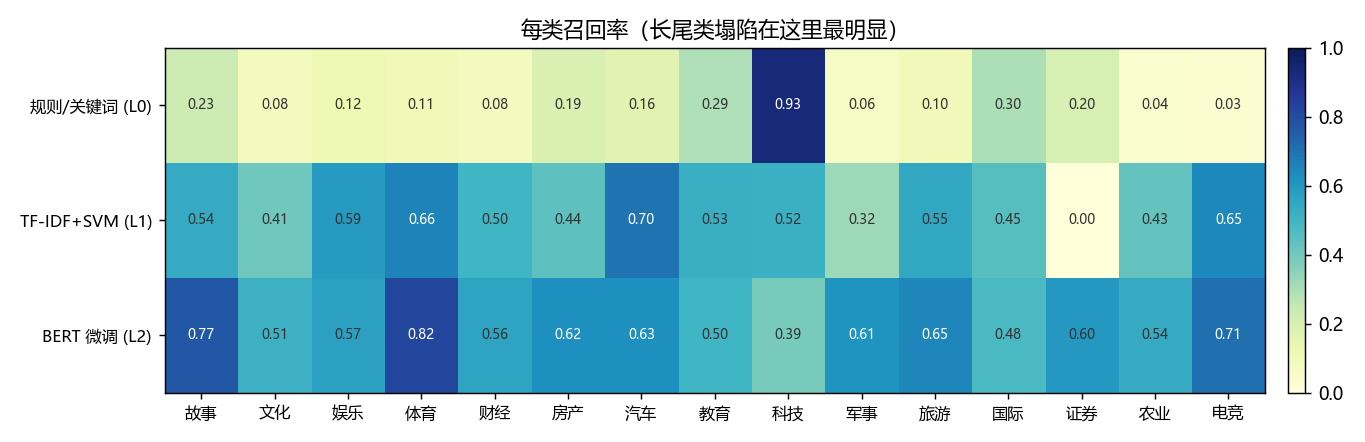 每类召回率（长尾类塌陷在这里最明显）
规则/关键词 (L0) 0.23 0.08 0.12 0.11 0.08 0.19 0.16 0.29 0.93 0.06 0.10 0.30 0.20 0.04 0.03
TF-IDF+SVM (L1) 0.54 0.41 0.59 0.66 0.50 0.44 0.70 0.53 0.52 0.32 0.55 0.45 0.00 0.43 0.65
BERT 微调 (L2) 0.77 0.51 0.57 0.82 0.56 0.62 0.63 0.50 0.39 0.61 0.65 0.48 0.60 0.54 0.71
故事 文化 娱乐 体育 财经 房产 汽车 教育 科技 军事 旅游 国际 证券 农业 电竞
1.0
0.8
0.6
0.4
0.2
0.0